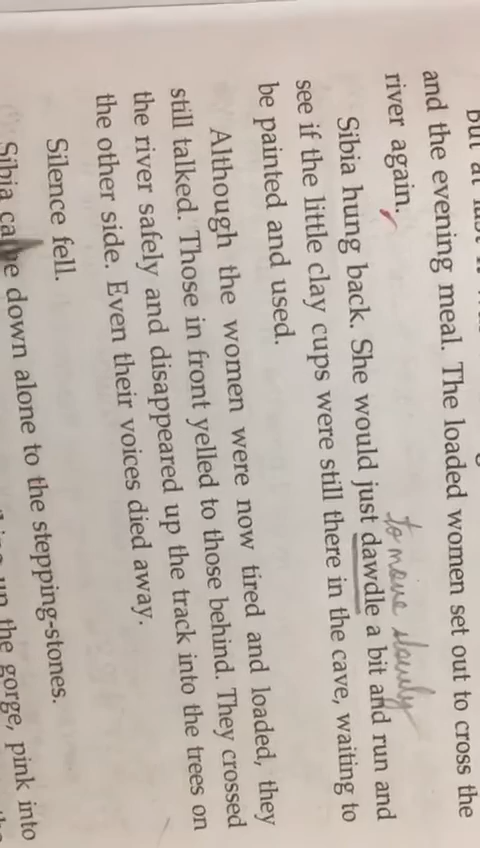 and the evening meal. The loaded women set out to cross the
river again.
to move slowly
Sibia hung back. She would just dawdle a bit and run and
see if the little clay cups were still there in the cave, waiting to
be painted and used.
Although the women were now tired and loaded, they
still talked. Those in front yelled to those behind. They crossed
the river safely and disappeared up the track into the trees on
the other side. Even their voices died away.
Silence fell.
Sibia came down alone to the stepping-stones.
up the gorge, pink into